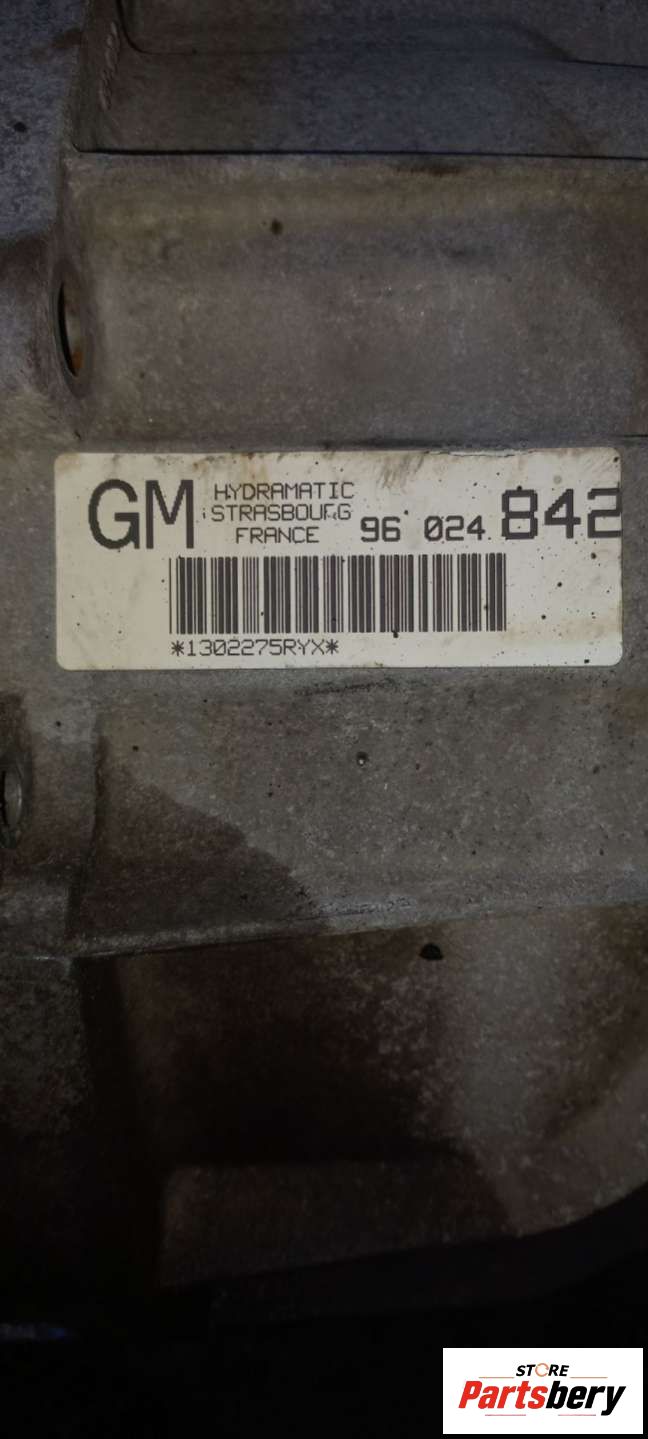 GM HYDRAMATIC
STRASBOURG
FRANCE 96 024 842
*1302275RYX*
STORE
Partsbery